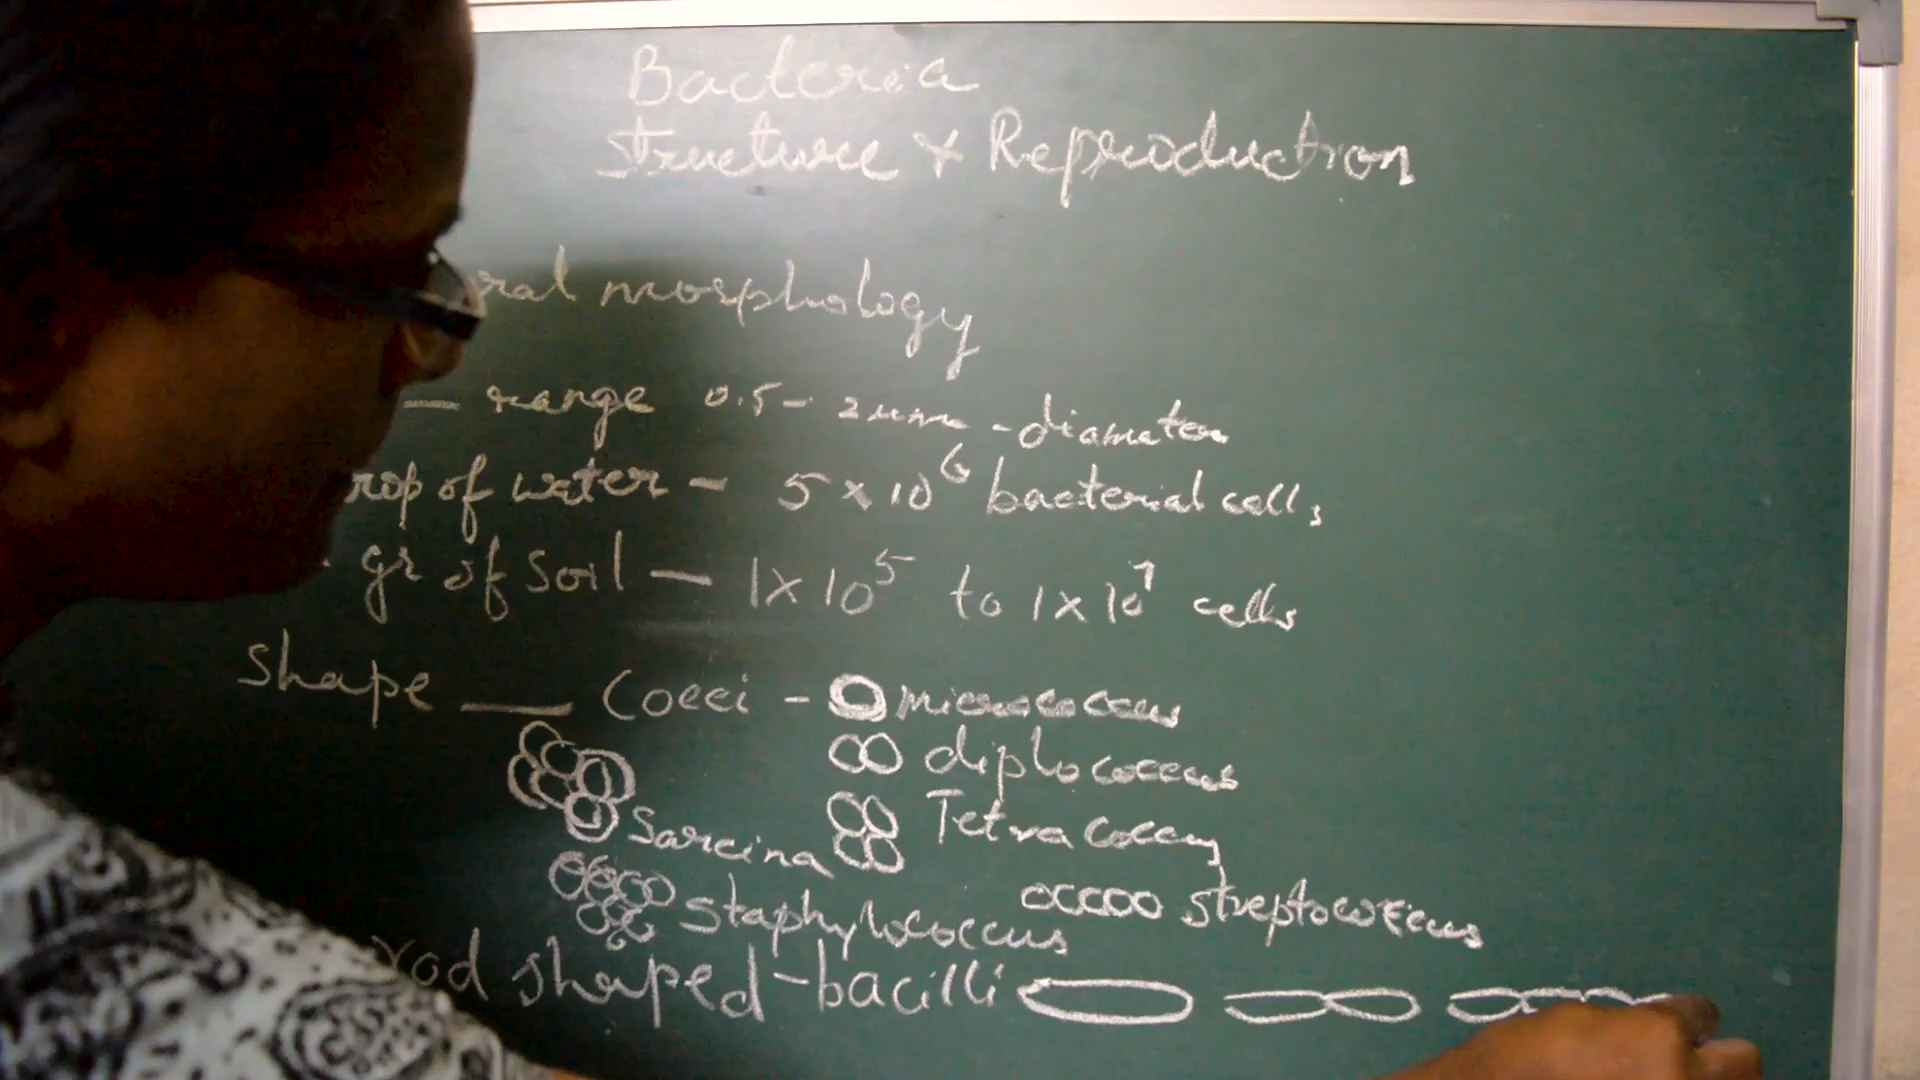 Bacteria
Structure & Reproduction
ral morphology
— range 0.5 - 2 um - diameter
rop of water - 5 x 10⁶ bacterial cells
gr of Soil — 1 x 10⁵ to 1 x 10⁷ cells
Shape — Cocci - micrococcus
diplococcus
Sarcina Tetracoccus
Staphylococcus Streptococcus
rod shaped - bacilli